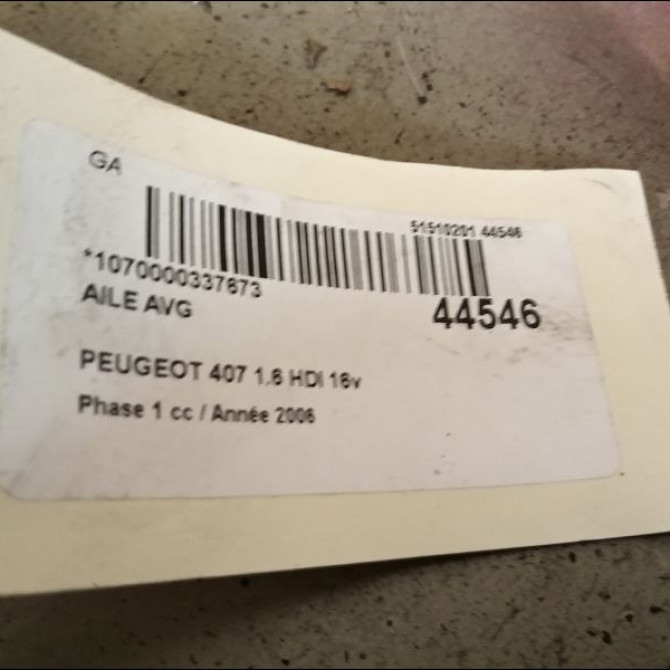 GA
51510201 44546
*1070000337673
AILE AVG
44546
PEUGEOT 407 1.6 HDI 16v
Phase 1 cc / Année 2006